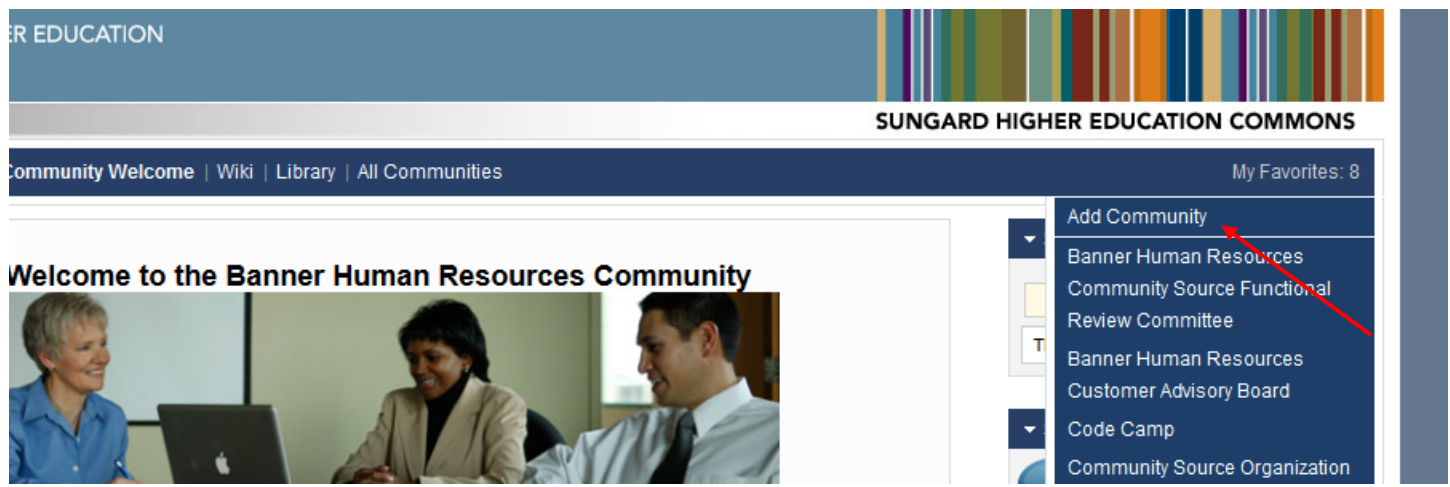 ER EDUCATION
SUNGARD HIGHER EDUCATION COMMONS
Community Welcome | Wiki | Library | All Communities
My Favorites: 8
Add Community
Welcome to the Banner Human Resources Community
Banner Human Resources
Community Source Functional
Review Committee
Banner Human Resources
Customer Advisory Board
Code Camp
Community Source Organization